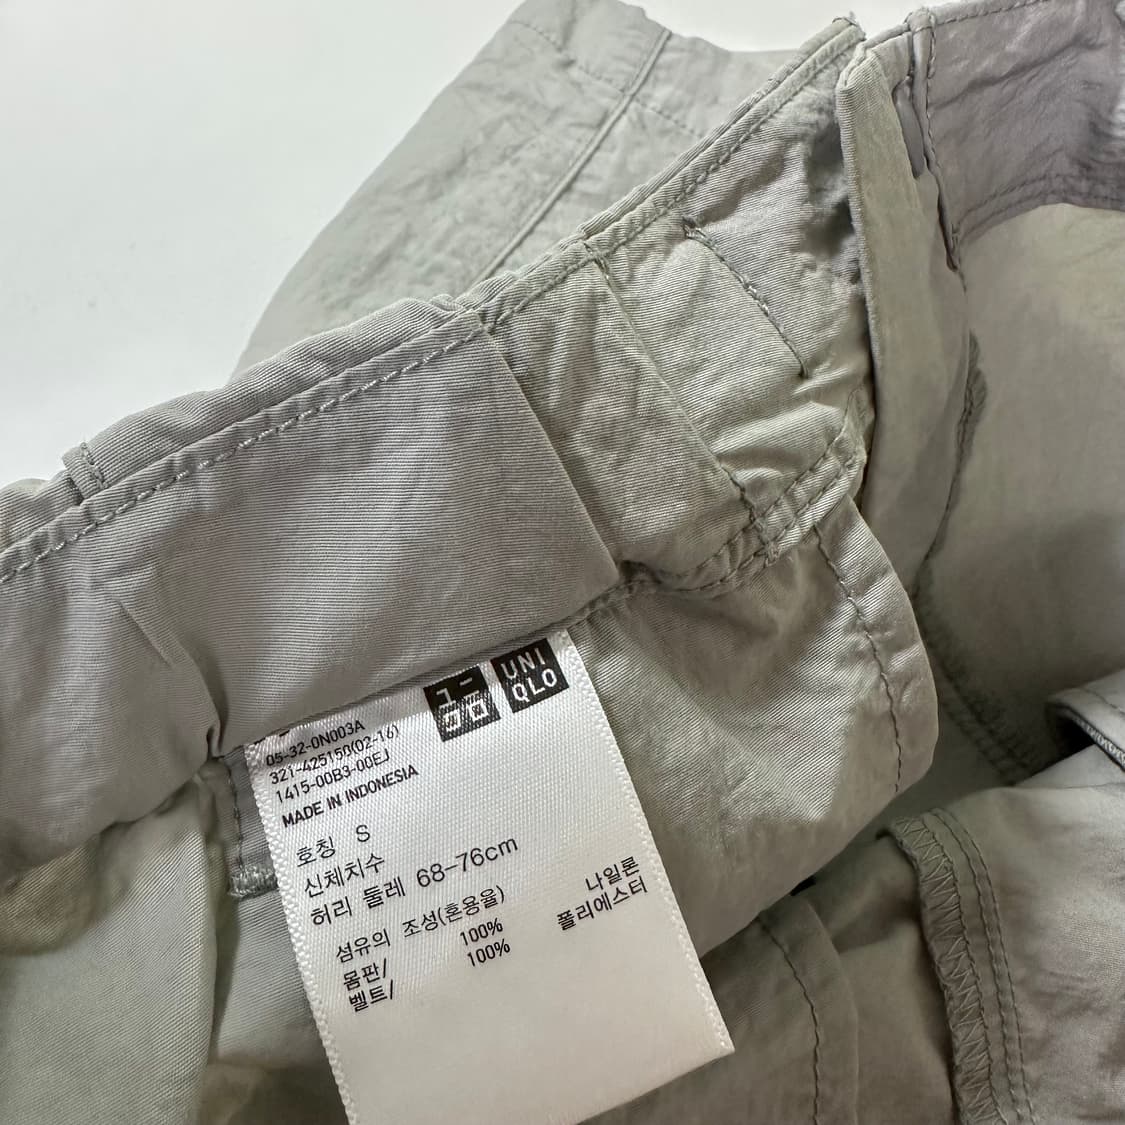 ユニ
クロ
UNI
QLO
05-32-0N003A
321-425150(02-16)
1415-00B3-00EJ
MADE IN INDONESIA
호칭 S
신체치수
허리 둘레 68-76cm
섬유의 조성(혼용율)
몸판/ 100% 나일론
벨트/ 100% 폴리에스터